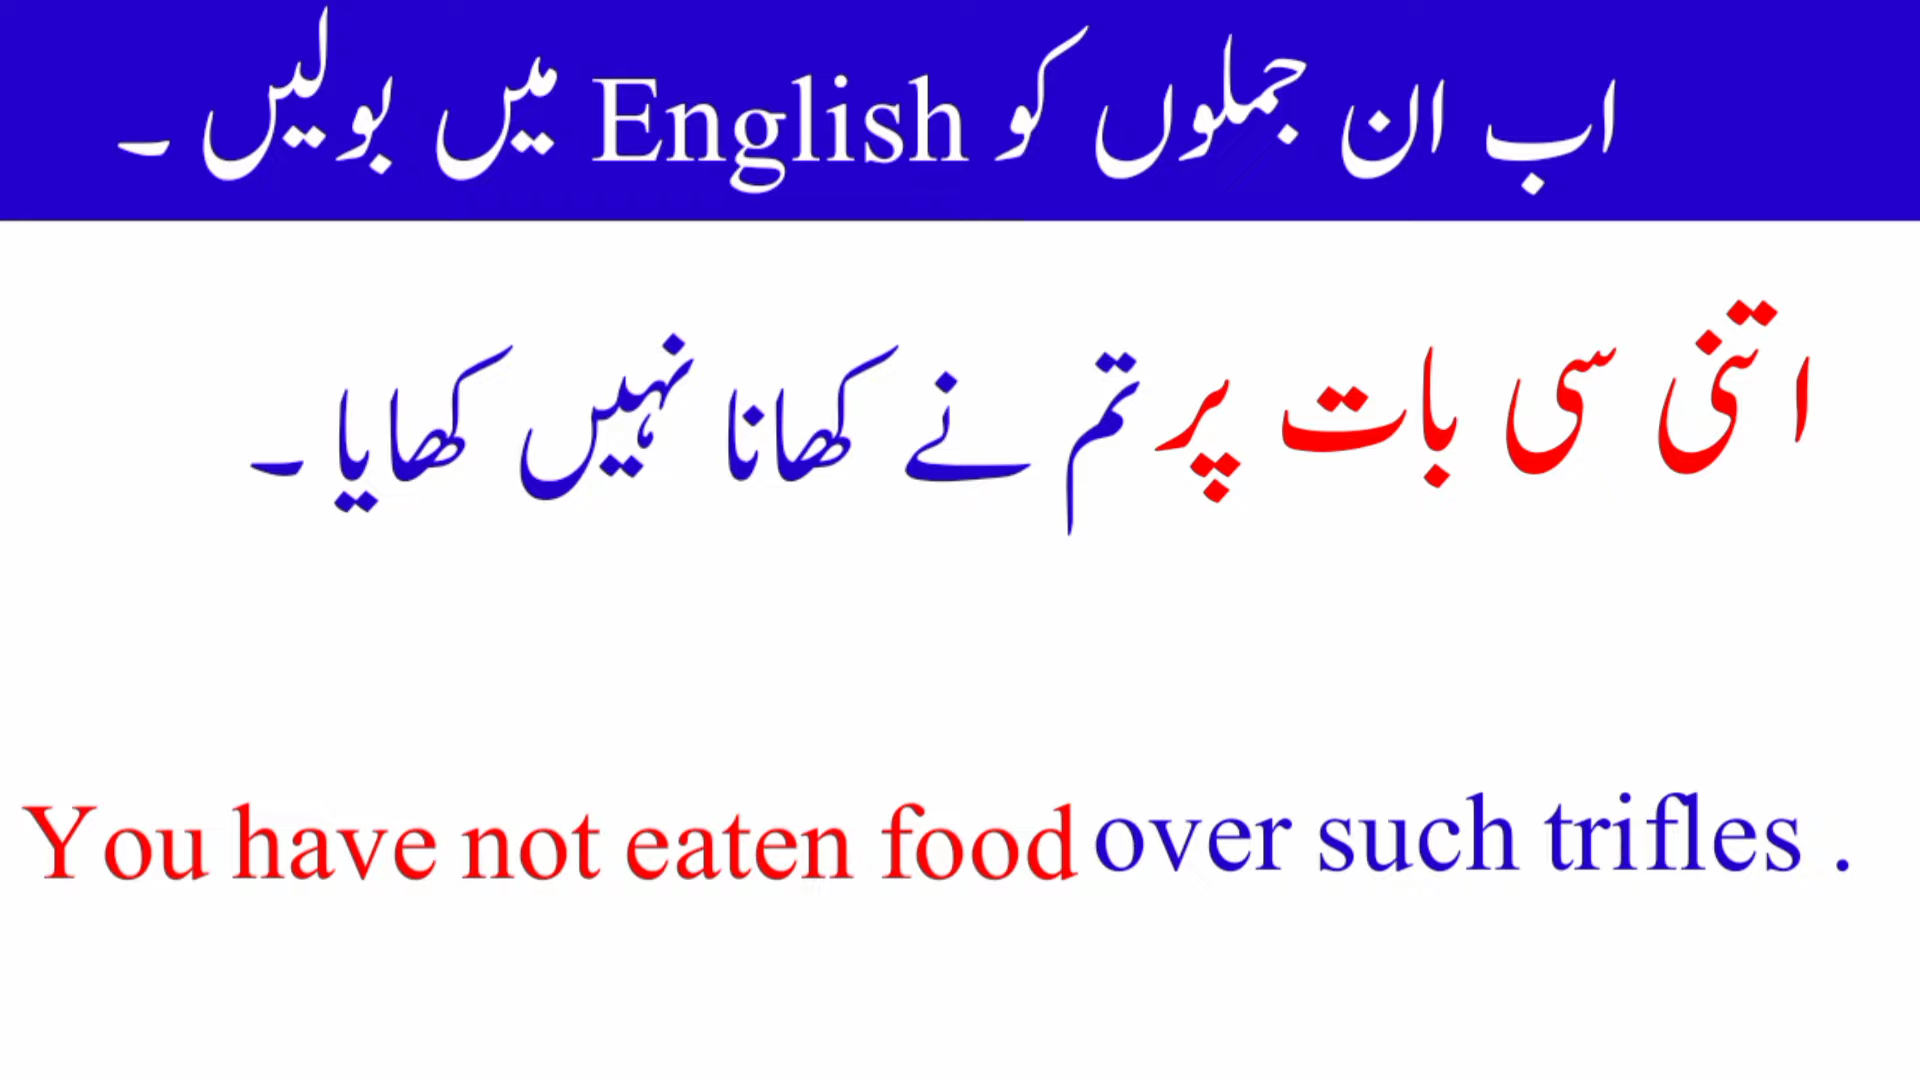 اب ان جملوں کو English میں بولیں ۔
اتنی سی بات پر تم نے کھانا نہیں کھایا ۔
You have not eaten food over such trifles .